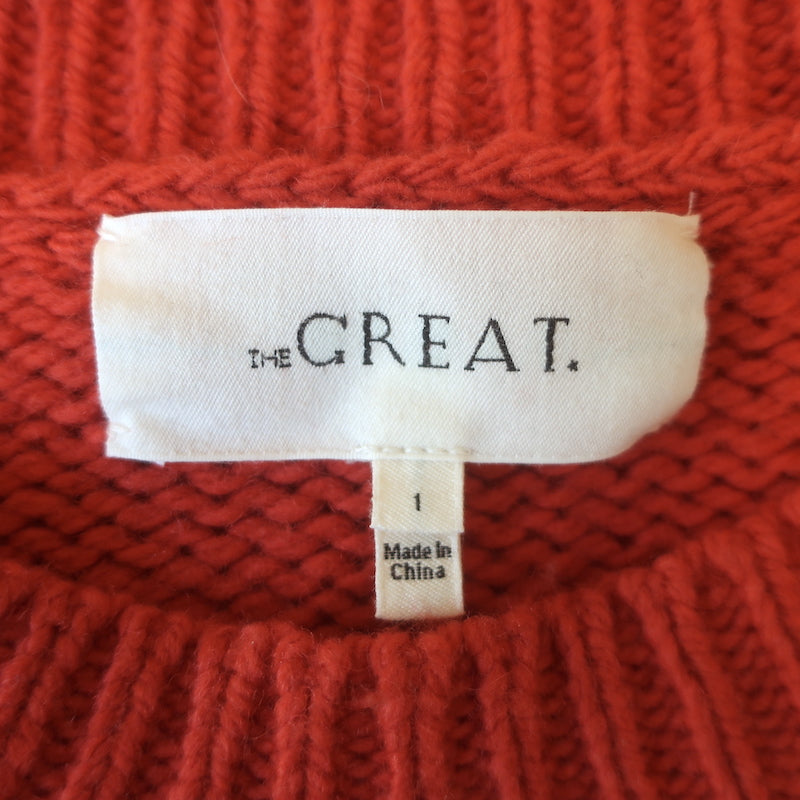 THE GREAT.
1
Made In
China